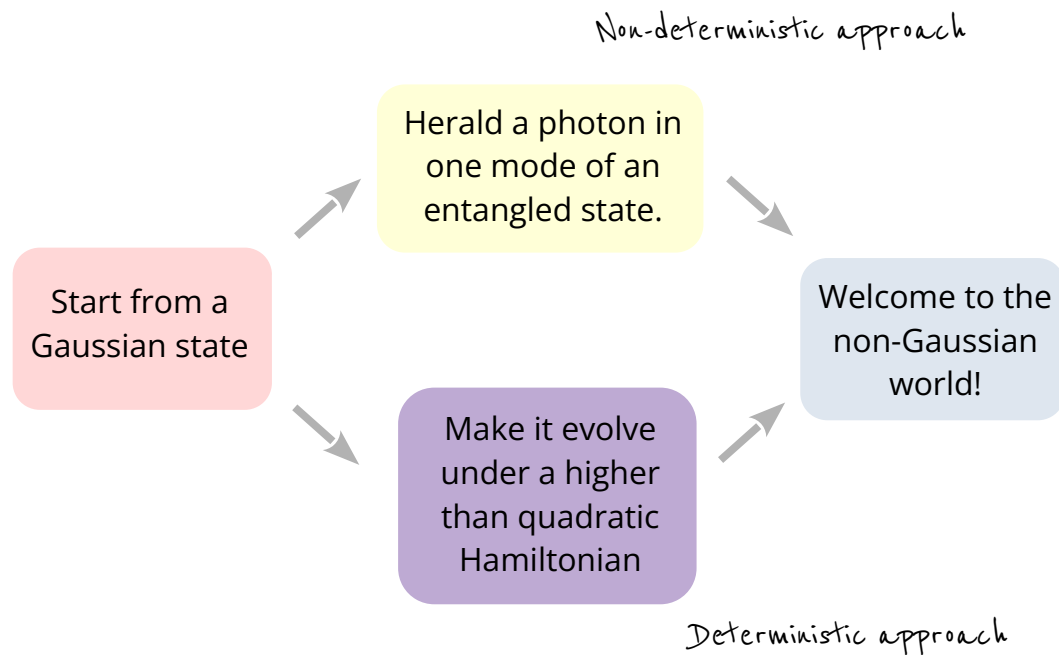 Non-deterministic approach
Herald a photon in
one mode of an
entangled state.
Start from a
Gaussian state
Welcome to the
non-Gaussian
world!
Make it evolve
under a higher
than quadratic
Hamiltonian
Deterministic approach